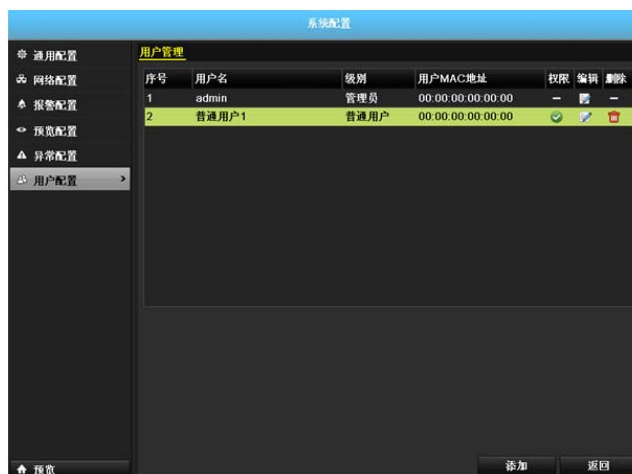 系统配置
通用配置
网络配置
报警配置
预览配置
异常配置
用户配置
预览
用户管理
序号 用户名 级别 用户MAC地址 权限 编辑 删除
1 admin 管理员 00:00:00:00:00:00 –  –
2 普通用户1 普通用户 00:00:00:00:00:00
添加 返回